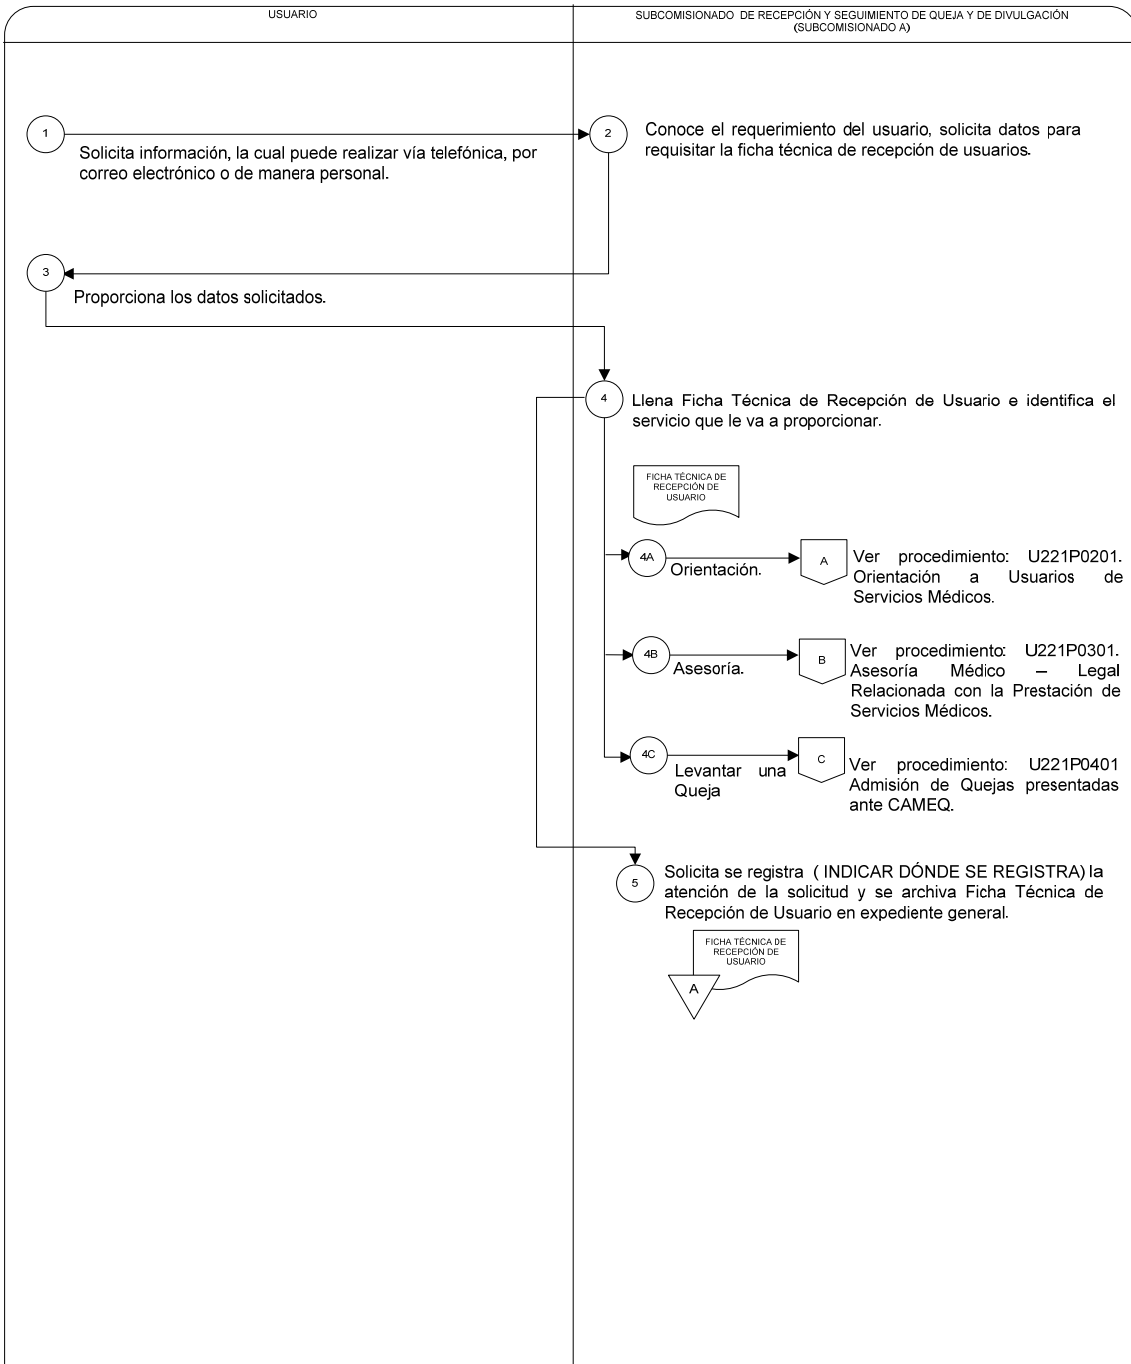 USUARIO
SUBCOMISIONADO DE RECEPCIÓN Y SEGUIMIENTO DE QUEJA Y DE DIVULGACIÓN
(SUBCOMISIONADO A)
1
2
Conoce el requerimiento del usuario, solicita datos para
requisitar la ficha técnica de recepción de usuarios.
Solicita información, la cual puede realizar vía telefónica, por
correo electrónico o de manera personal.
3
Proporciona los datos solicitados.
4
Llena Ficha Técnica de Recepción de Usuario e identifica el
servicio que le va a proporcionar.
FICHA TÉCNICA DE
RECEPCIÓN DE
USUARIO
4A
Orientación.
A
Ver procedimiento: U221P0201.
Orientación a Usuarios de
Servicios Médicos.
4B
Asesoría.
B
Ver procedimiento: U221P0301.
Asesoría Médico – Legal
Relacionada con la Prestación de
Servicios Médicos.
4C
Levantar una
Queja
C
Ver procedimiento: U221P0401
Admisión de Quejas presentadas
ante CAMEQ.
5
Solicita se registra ( INDICAR DÓNDE SE REGISTRA) la
atención de la solicitud y se archiva Ficha Técnica de
Recepción de Usuario en expediente general.
FICHA TÉCNICA DE
RECEPCIÓN DE
USUARIO
A